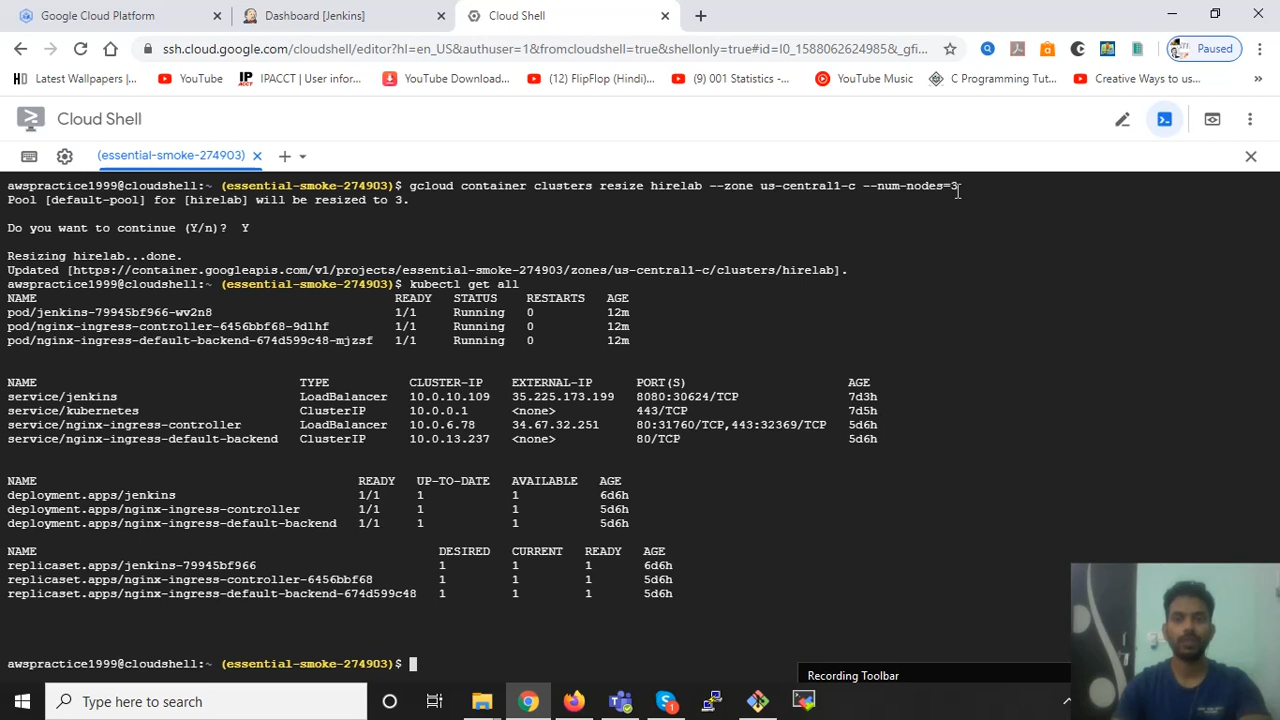 Google Cloud Platform
Dashboard [Jenkins]
Cloud Shell
ssh.cloud.google.com/cloudshell/editor?hl=en_US&authuser=1&fromcloudshell=true&shellonly=true#id=I0_1588062624985&_gfi...
Paused
Latest Wallpapers |...
YouTube
IPACCT | User infor...
YouTube Download...
(12) FlipFlop (Hindi)...
(9) 001 Statistics -...
YouTube Music
C Programming Tut...
Creative Ways to us...
Cloud Shell
(essential-smoke-274903)
awspractice1999@cloudshell:~ (essential-smoke-274903)$ gcloud container clusters resize hirelab --zone us-central1-c --num-nodes=3
Pool [default-pool] for [hirelab] will be resized to 3.
Do you want to continue (Y/n)? Y
Resizing hirelab...done.
Updated [https://container.googleapis.com/v1/projects/essential-smoke-274903/zones/us-central1-c/clusters/hirelab].
awspractice1999@cloudshell:~ (essential-smoke-274903)$ kubectl get all
NAME READY STATUS RESTARTS AGE
pod/jenkins-79945bf966-wv2n8 1/1 Running 0 12m
pod/nginx-ingress-controller-6456bbf68-9dlhf 1/1 Running 0 12m
pod/nginx-ingress-default-backend-674d599c48-mjzsf 1/1 Running 0 12m
NAME TYPE CLUSTER-IP EXTERNAL-IP PORT(S) AGE
service/jenkins LoadBalancer 10.0.10.109 35.225.173.199 8080:30624/TCP 7d3h
service/kubernetes ClusterIP 10.0.0.1 <none> 443/TCP 7d5h
service/nginx-ingress-controller LoadBalancer 10.0.6.78 34.67.32.251 80:31760/TCP,443:32369/TCP 5d6h
service/nginx-ingress-default-backend ClusterIP 10.0.13.237 <none> 80/TCP 5d6h
NAME READY UP-TO-DATE AVAILABLE AGE
deployment.apps/jenkins 1/1 1 1 6d6h
deployment.apps/nginx-ingress-controller 1/1 1 1 5d6h
deployment.apps/nginx-ingress-default-backend 1/1 1 1 5d6h
NAME DESIRED CURRENT READY AGE
replicaset.apps/jenkins-79945bf966 1 1 1 6d6h
replicaset.apps/nginx-ingress-controller-6456bbf68 1 1 1 5d6h
replicaset.apps/nginx-ingress-default-backend-674d599c48 1 1 1 5d6h
awspractice1999@cloudshell:~ (essential-smoke-274903)$
Recording Toolbar
Type here to search